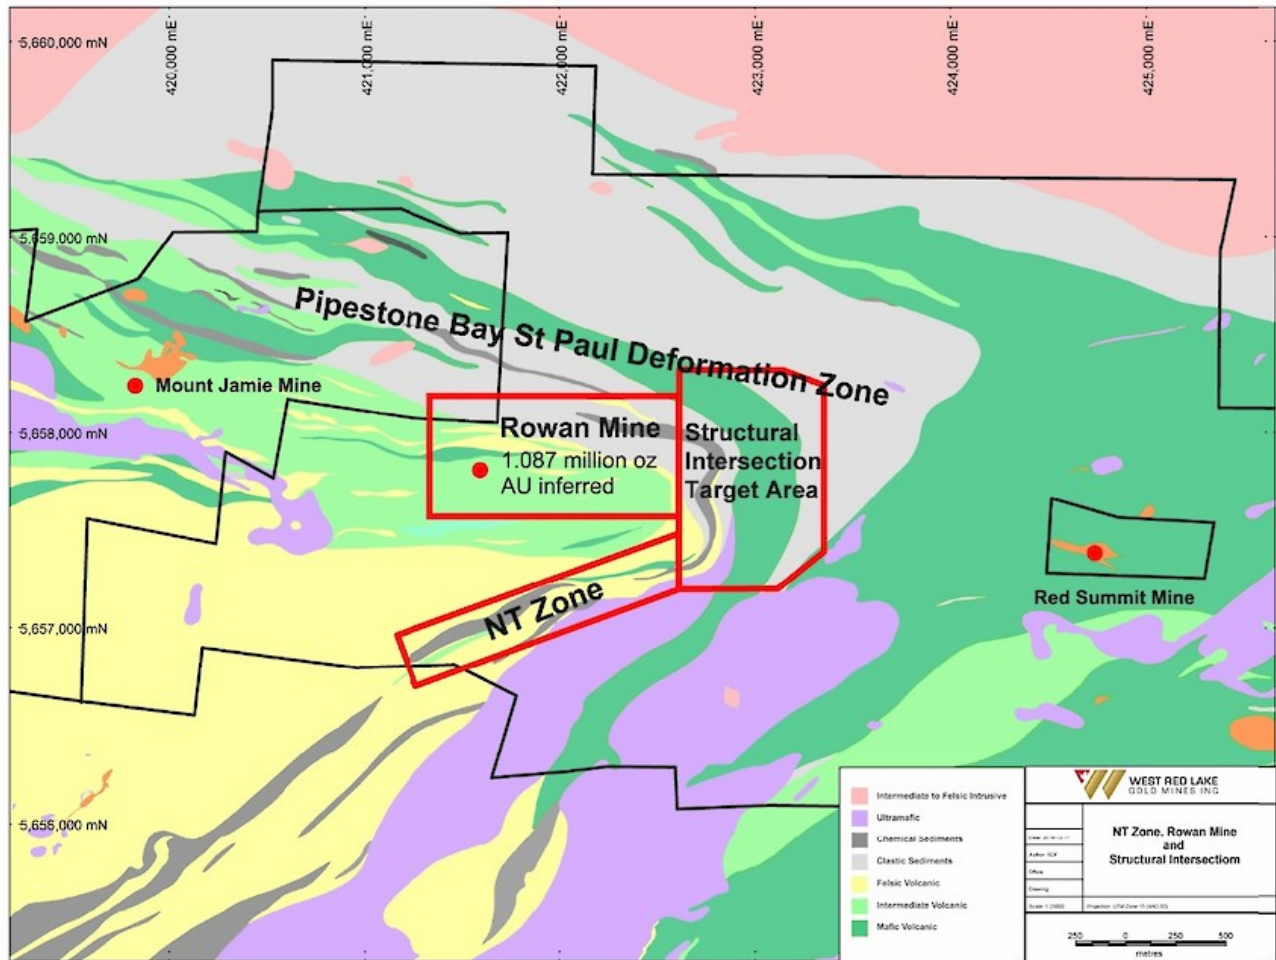 5,660,000 mN
420,000 mE
421,000 mE
422,000 mE
423,000 mE
424,000 mE
425,000 mE
5,659,000 mN
Pipestone Bay St Paul Deformation Zone
Mount Jamie Mine
5,658,000 mN
Rowan Mine
1.087 million oz
AU inferred
Structural
Intersection
Target Area
NT Zone
Red Summit Mine
5,657,000 mN
5,656,000 mN
Intermediate to Felsic Intrusive
Ultramafic
Chemical Sediments
Clastic Sediments
Felsic Volcanic
Intermediate Volcanic
Mafic Volcanic
WEST RED LAKE
GOLD MINES INC
NT Zone, Rowan Mine
and
Structural Intersectiom
Office
Drawing
250 0 250 500
metres